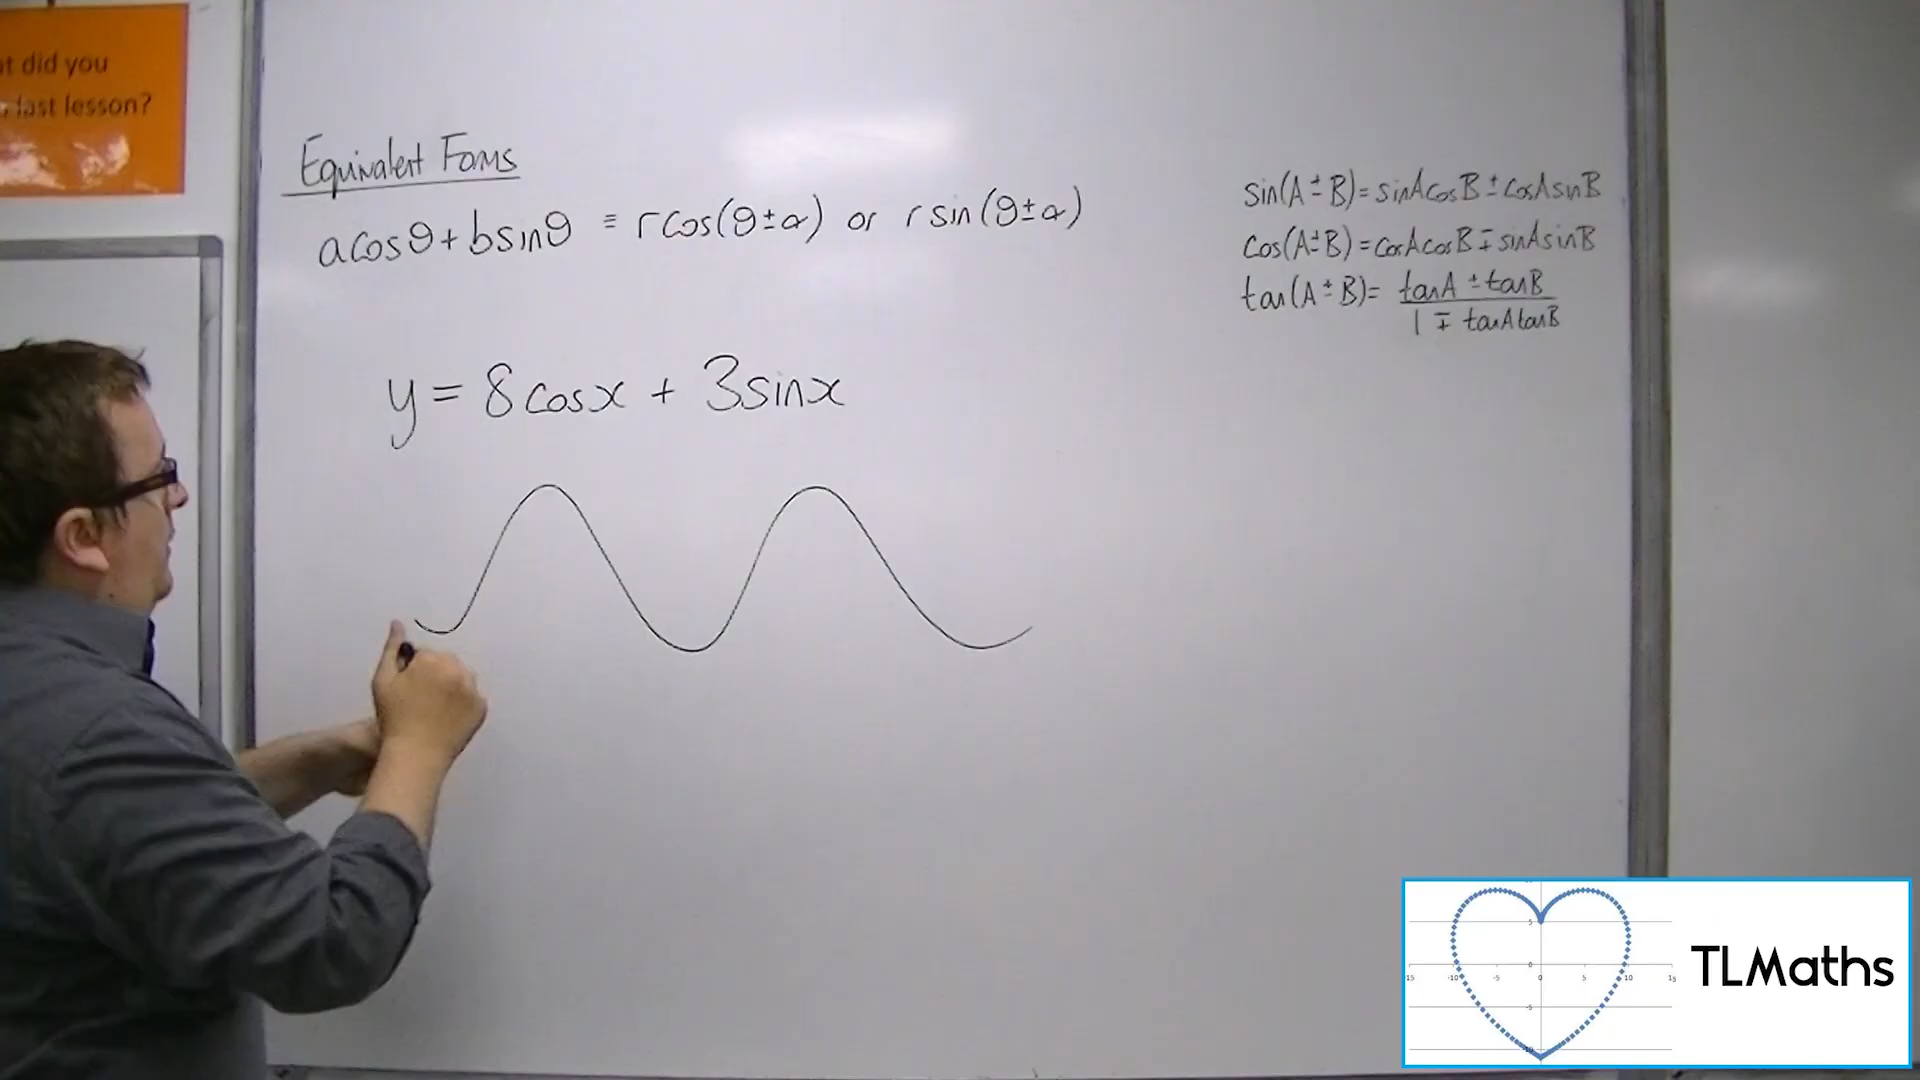 t did you
last lesson?
Equivalent Forms
acosθ + bsinθ ≡ rcos(θ±α) or rsin(θ±α)
sin(A±B)=sinAcosB±cosAsinB
cos(A±B)=cosAcosB∓sinAsinB
tan(A±B)= tanA ± tanB
1 ∓ tanAtanB
y = 8cosx + 3sinx
TLMaths